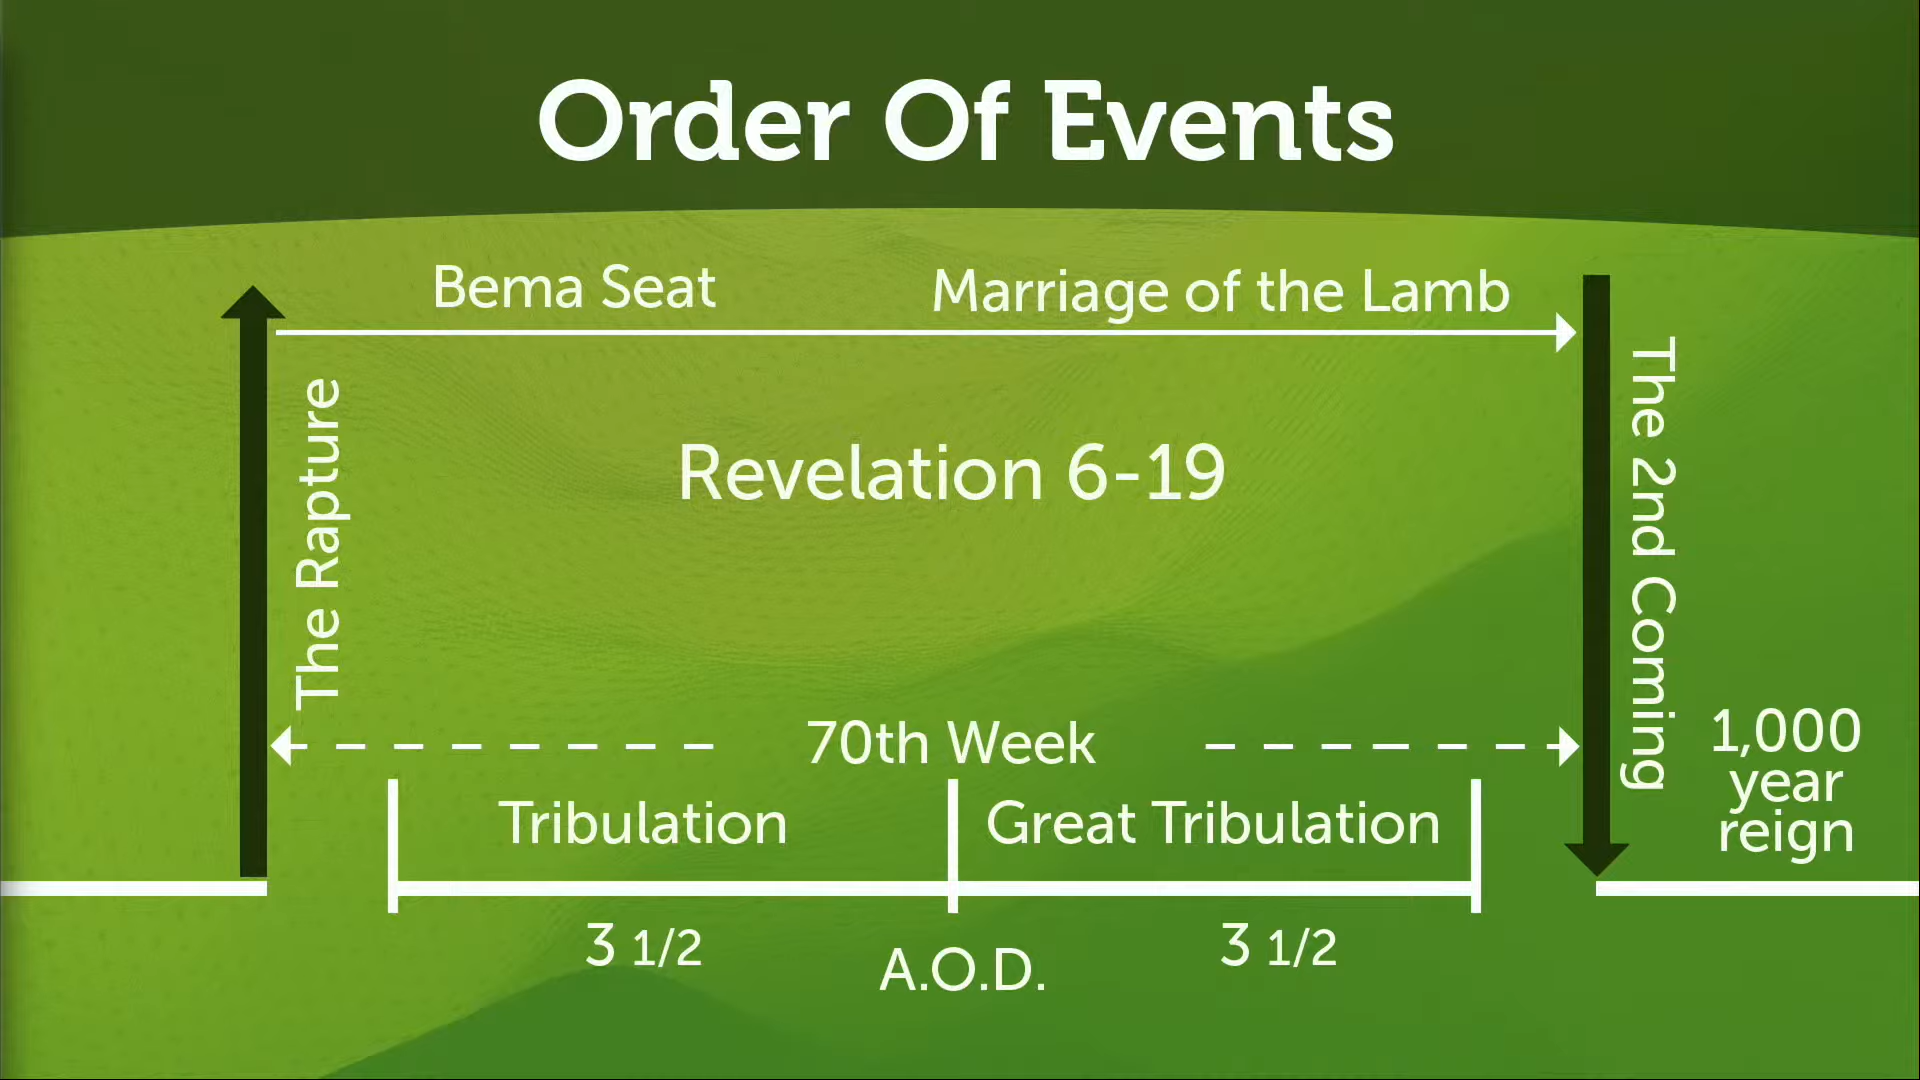 Order Of Events
Bema Seat
Marriage of the Lamb
The Rapture
Revelation 6-19
The 2nd Coming
70th Week
Tribulation
Great Tribulation
1,000
year
reign
3 1/2
A.O.D.
3 1/2